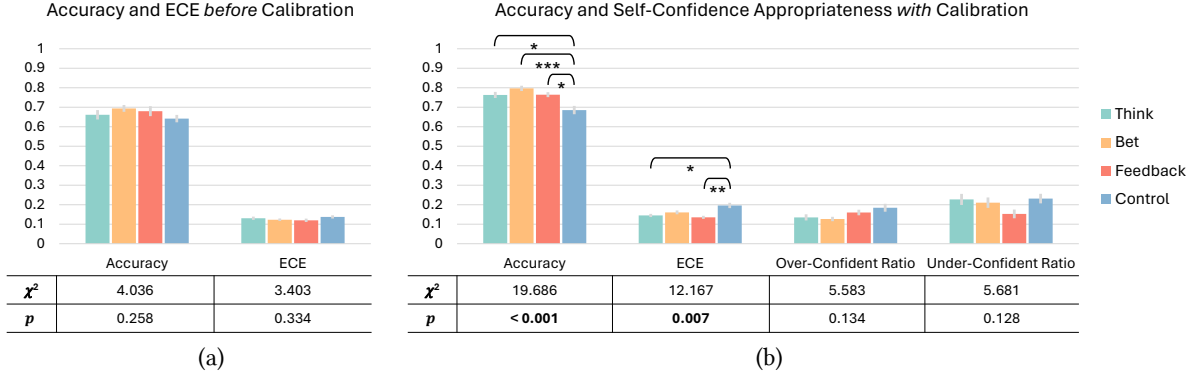 Accuracy and ECE before Calibration
1
0.9
0.8
0.7
0.6
0.5
0.4
0.3
0.2
0.1
0
Accuracy ECE
χ² 4.036 3.403
p 0.258 0.334
(a)
Accuracy and Self-Confidence Appropriateness with Calibration
1
0.9
0.8
0.7
0.6
0.5
0.4
0.3
0.2
0.1
0
*
***
*
*
**
Accuracy ECE Over-Confident Ratio Under-Confident Ratio
χ² 19.686 12.167 5.583 5.681
p < 0.001 0.007 0.134 0.128
(b)
Think
Bet
Feedback
Control